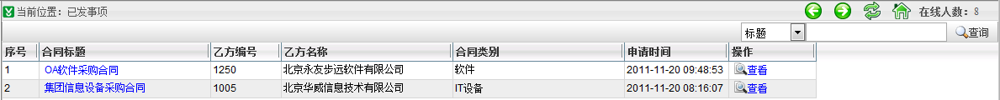 当前位置：已发事项 在线人数：8
标题 查询
序号 合同标题 乙方编号 乙方名称 合同类别 申请时间 操作
1 OA软件采购合同 1250 北京永友步远软件有限公司 软件 2011-11-20 09:48:53 查看
2 集团信息设备采购合同 1005 北京华威信息技术有限公司 IT设备 2011-11-20 08:16:07 查看